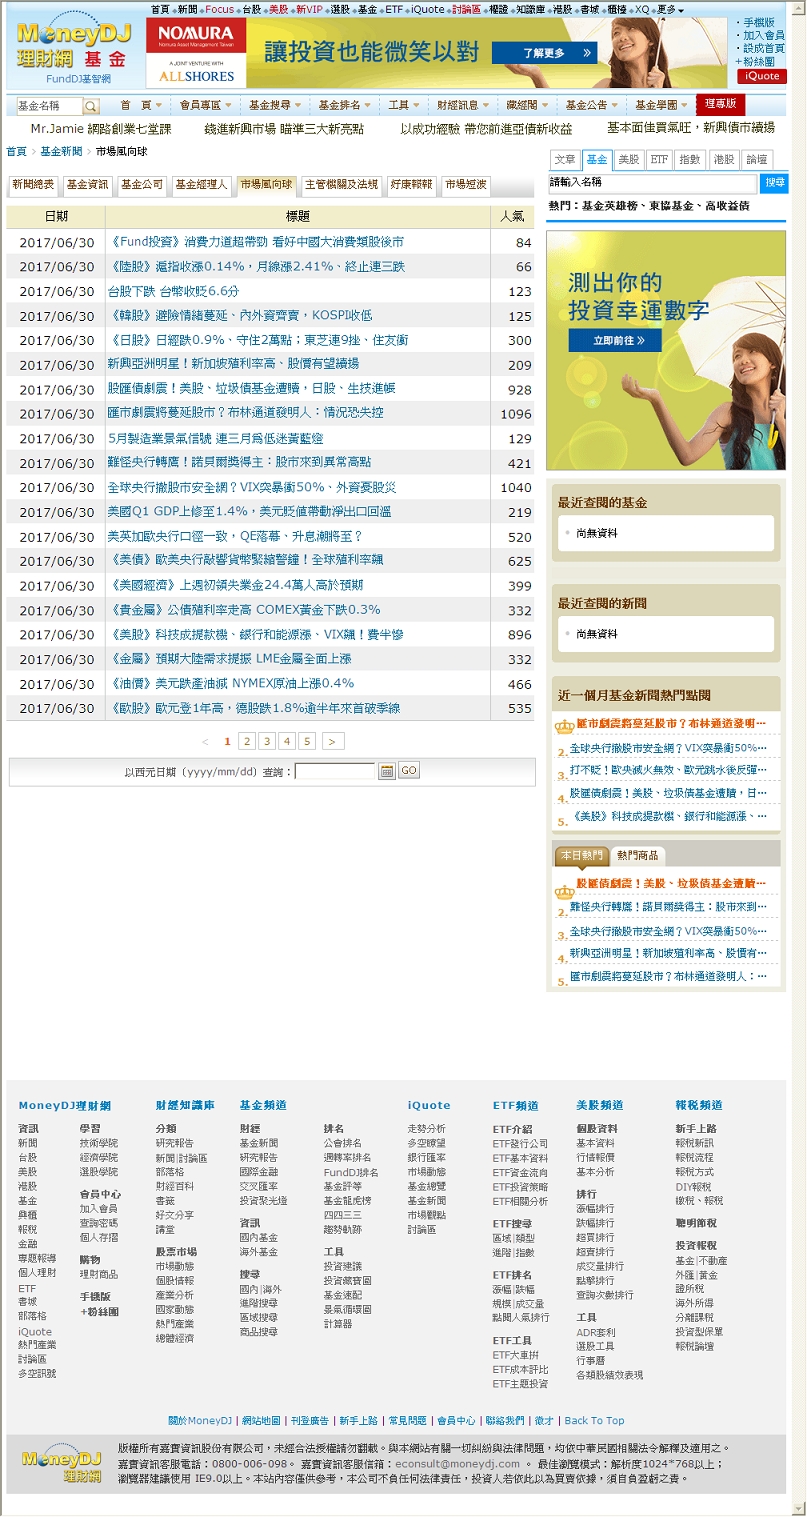 首頁 新聞 Focus 台股 美股 新VIP 選股 基金 ETF iQuote 討論區 權證 知識庫 港股 書城 櫃檯 XQ 更多
MoneyDJ
理財網 基金
FundDJ基智網
NOMURA
Nomura Asset Management Taiwan
A JOINT VENTURE WITH
ALLSHORES
讓投資也能微笑以對
了解更多
手機版
加入會員
設成首頁
+粉絲團
iQuote
基金名稱
首 頁 會員專區 基金搜尋 基金排名 工具 財經訊息 藏經閣 基金公告 基金學園 理專版
Mr.Jamie 網路創業七堂課 錢進新興市場 瞄準三大新亮點 以成功經驗 帶您前進亞債新收益 基本面佳買氣旺，新興債市續揚
首頁 > 基金新聞 > 市場風向球
新聞總表 基金資訊 基金公司 基金經理人 市場風向球 主管機關及法規 好康報報 市場短波
日期 標題 人氣
2017/06/30 《Fund投資》消費力道超帶勁 看好中國大消費類股後市 84
2017/06/30 《陸股》滬指收漲0.14%，月線漲2.41%、終止連三跌 66
2017/06/30 台股下跌 台幣收貶6.6分 123
2017/06/30 《韓股》避險情緒蔓延、內外資齊賣，KOSPI收低 125
2017/06/30 《日股》日經跌0.9%、守住2萬點；東芝連9挫、住友衝 300
2017/06/30 新興亞洲明星！新加坡殖利率高、股價有望續揚 209
2017/06/30 股匯債劇震！美股、垃圾債基金遭贖，日股、生技進帳 928
2017/06/30 匯市劇震將蔓延股市？布林通道發明人：情況恐失控 1096
2017/06/30 5月製造業景氣信號 連三月為低迷黃藍燈 129
2017/06/30 難怪央行轉鷹！諾貝爾獎得主：股市來到異常高點 421
2017/06/30 全球央行撤股市安全網？VIX突暴衝50%、外資憂股災 1040
2017/06/30 美國Q1 GDP上修至1.4%，美元貶值帶動淨出口回溫 219
2017/06/30 美英加歐央行口徑一致，QE落幕、升息潮將至？ 520
2017/06/30 《美債》歐美央行敲響貨幣緊縮警鐘！全球殖利率飆 625
2017/06/30 《美國經濟》上週初領失業金24.4萬人高於預期 399
2017/06/30 《貴金屬》公債殖利率走高 COMEX黃金下跌0.3% 332
2017/06/30 《美股》科技成提款機、銀行和能源漲、VIX飆！費半慘 896
2017/06/30 《金屬》預期大陸需求提振 LME金屬全面上漲 332
2017/06/30 《油價》美元跌產油減 NYMEX原油上漲0.4% 466
2017/06/30 《歐股》歐元登1年高，德股跌1.8%逾半年來首破季線 535
< 1 2 3 4 5 >
以西元日期（yyyy/mm/dd）查詢： GO
文章 基金 美股 ETF 指數 港股 論壇
請輸入名稱 搜尋
熱門：基金英雄榜、東協基金、高收益債
測出你的
投資幸運數字
立即前往
最近查閱的基金
尚無資料
最近查閱的新聞
尚無資料
近一個月基金新聞熱門點閱
匯市劇震將蔓延股市？布林通道發明…
2. 全球央行撤股市安全網？VIX突暴衝50%…
3. 打不貶！歐央滅火無效、歐元跳水後反彈…
4. 股匯債劇震！美股、垃圾債基金遭贖，日…
5. 《美股》科技成提款機、銀行和能源漲、…
本日熱門 熱門商品
股匯債劇震！美股、垃圾債基金遭贖…
2. 難怪央行轉鷹！諾貝爾獎得主：股市來到…
3. 全球央行撤股市安全網？VIX突暴衝50%…
4. 新興亞洲明星！新加坡殖利率高、股價有…
5. 匯市劇震將蔓延股市？布林通道發明人：…
MoneyDJ理財網
資訊
新聞
台股
美股
港股
基金
興櫃
報稅
金融
專題報導
個人理財
ETF
書城
部落格
iQuote
熱門產業
討論區
多空訊號
學習
技術學院
經濟學院
選股學院
會員中心
加入會員
查詢密碼
個人存摺
購物
理財商品
手機版
+粉絲團
財經知識庫
分類
研究報告
新聞|討論區
部落格
財經百科
書籤
好文分享
講堂
股票市場
市場動態
個股情報
產業分析
國家動態
熱門產業
總體經濟
基金頻道
財經
基金新聞
研究報告
國際金融
交叉匯率
投資聚光燈
資訊
國內基金
海外基金
搜尋
國內|海外
進階搜尋
區域搜尋
商品搜尋
排名
公會排名
週轉率排名
FundDJ排名
基金評等
基金龍虎榜
四四三三
趨勢軌跡
工具
投資建議
投資藏寶圖
基金速配
景氣循環圖
計算器
iQuote
走勢分析
多空瞭望
銀行匯率
市場動態
基金總覽
基金新聞
市場觀點
討論區
ETF頻道
ETF介紹
ETF發行公司
ETF基本資料
ETF資金流向
ETF投資策略
ETF相關分析
ETF搜尋
區域|類型
進階|指數
ETF排名
漲幅|跌幅
規模|成交量
點閱人氣排行
ETF工具
ETF大車拼
ETF成本評比
ETF主題投資
美股頻道
個股資料
基本資料
行情報價
基本分析
排行
漲幅排行
跌幅排行
超買排行
超賣排行
成交量排行
點擊排行
查詢次數排行
工具
ADR套利
選股工具
行事曆
各類股績效表現
報稅頻道
新手上路
報稅新訊
報稅流程
報稅方式
DIY報稅
繳稅、報稅
聰明節稅
投資報稅
基金|不動產
外匯|黃金
證所稅
海外所得
分離課稅
投資型保單
報稅論壇
關於MoneyDJ | 網站地圖 | 刊登廣告 | 新手上路 | 常見問題 | 會員中心 | 聯絡我們 | 徵才 | Back To Top
MoneyDJ
理財網
版權所有嘉實資訊股份有限公司，未經合法授權請勿翻載。與本網站有關一切糾紛與法律問題，均依中華民國相關法令解釋及適用之。
嘉實資訊客服電話：0800-006-098。 嘉實資訊客服信箱：econsult@moneydj.com 。 最佳瀏覽模式：解析度1024*768以上；
瀏覽器建議使用 IE9.0以上。本站內容僅供參考，本公司不負任何法律責任，投資人若依此以為買賣依據，須自負盈虧之責。